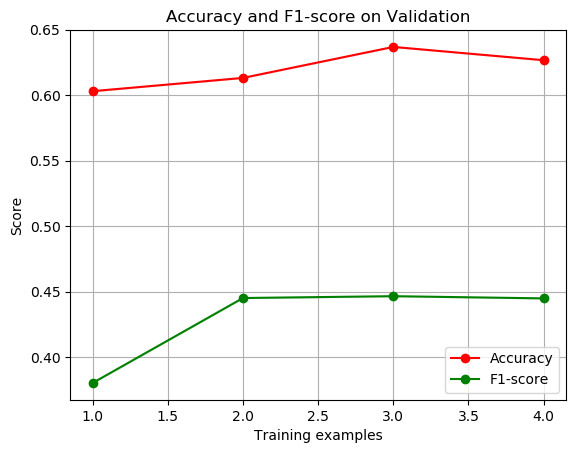 Accuracy and F1-score on Validation
0.65
0.60
0.55
0.50
0.45
0.40
Score
Accuracy
F1-score
1.0 1.5 2.0 2.5 3.0 3.5 4.0
Training examples